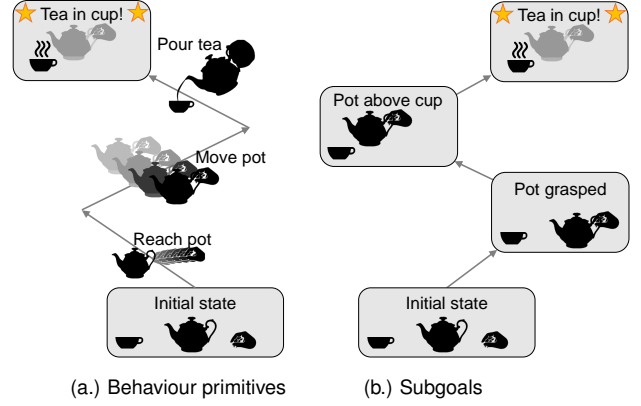 Tea in cup!
Pour tea
Move pot
Reach pot
Initial state
(a.) Behaviour primitives
Tea in cup!
Pot above cup
Pot grasped
Initial state
(b.) Subgoals